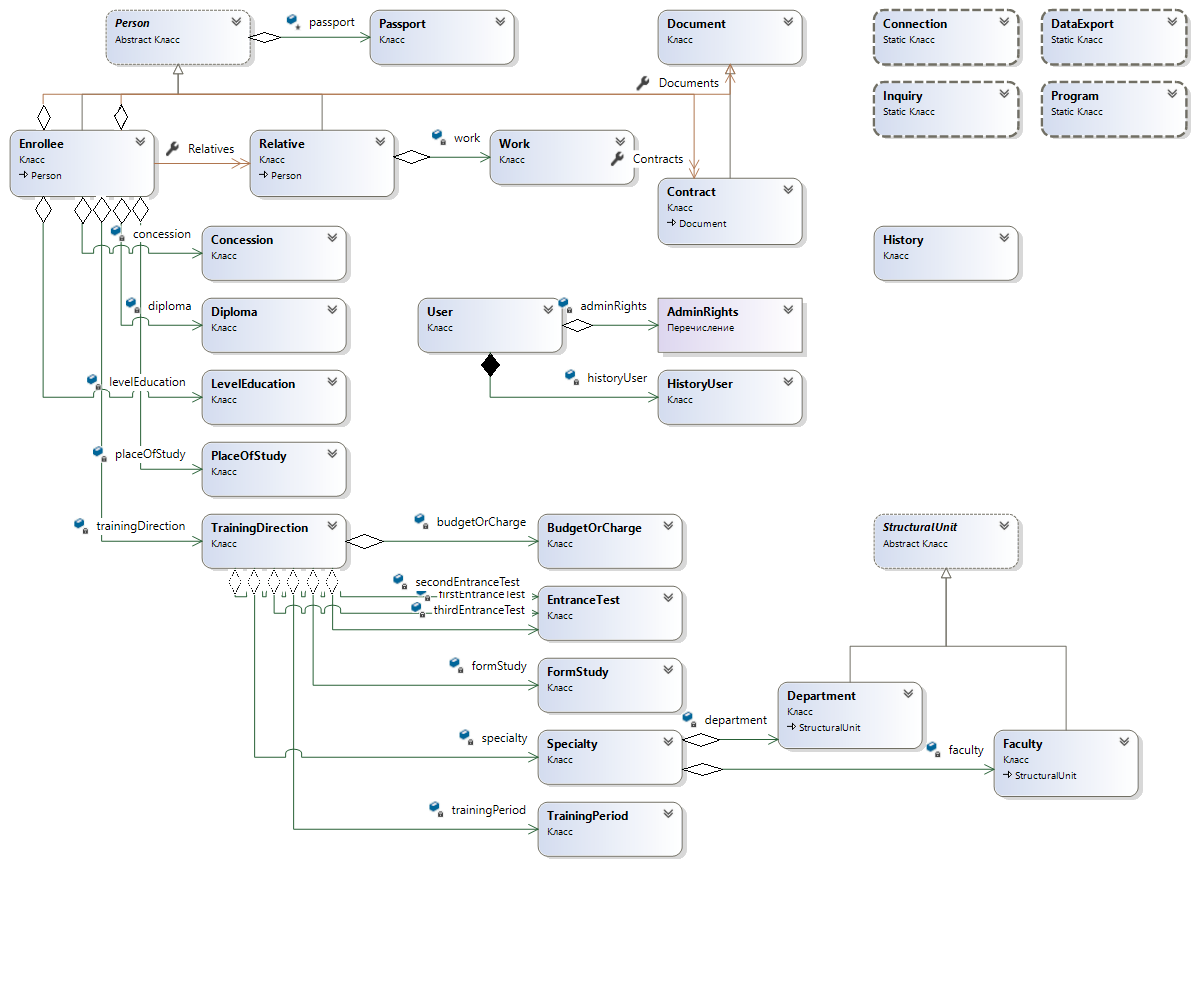 Person
Abstract Класс
passport
Passport
Класс
Document
Класс
Connection
Static Класс
DataExport
Static Класс
Documents
Inquiry
Static Класс
Program
Static Класс
Enrollee
Класс
Person
Relatives
Relative
Класс
Person
work
Work
Класс
Contracts
Contract
Класс
Document
concession
Concession
Класс
History
Класс
diploma
Diploma
Класс
User
Класс
adminRights
AdminRights
Перечисление
levelEducation
LevelEducation
Класс
historyUser
HistoryUser
Класс
placeOfStudy
PlaceOfStudy
Класс
trainingDirection
TrainingDirection
Класс
budgetOrCharge
BudgetOrCharge
Класс
StructuralUnit
Abstract Класс
secondEntranceTest
firstEntranceTest
thirdEntranceTest
EntranceTest
Класс
formStudy
FormStudy
Класс
department
Department
Класс
StructuralUnit
specialty
Specialty
Класс
faculty
Faculty
Класс
StructuralUnit
trainingPeriod
TrainingPeriod
Класс